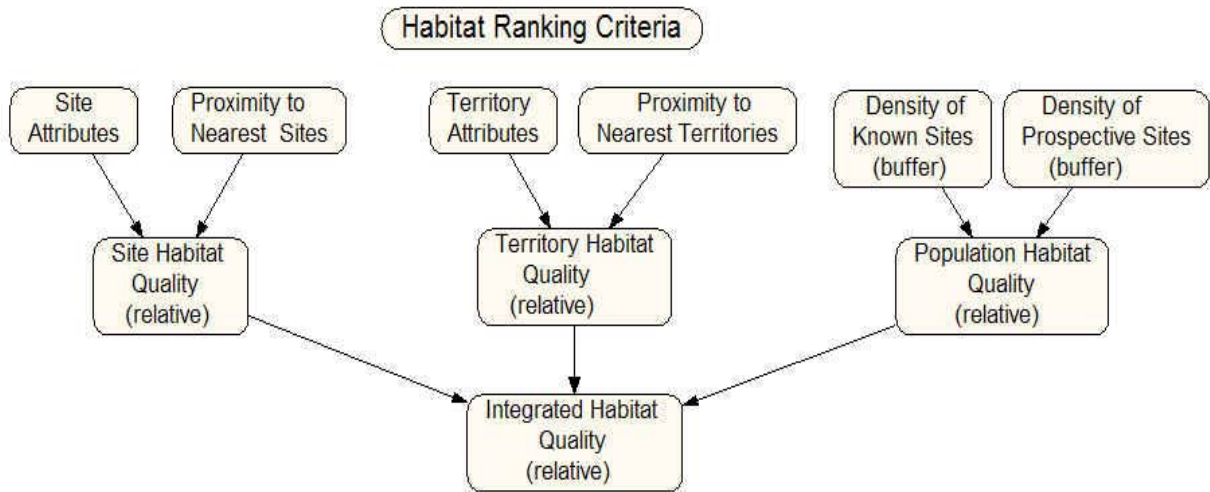 Habitat Ranking Criteria
Site
Attributes
Proximity to
Nearest Sites
Territory
Attributes
Proximity to
Nearest Territories
Density of
Known Sites
(buffer)
Density of
Prospective Sites
(buffer)
Site Habitat
Quality
(relative)
Territory Habitat
Quality
(relative)
Population Habitat
Quality
(relative)
Integrated Habitat
Quality
(relative)